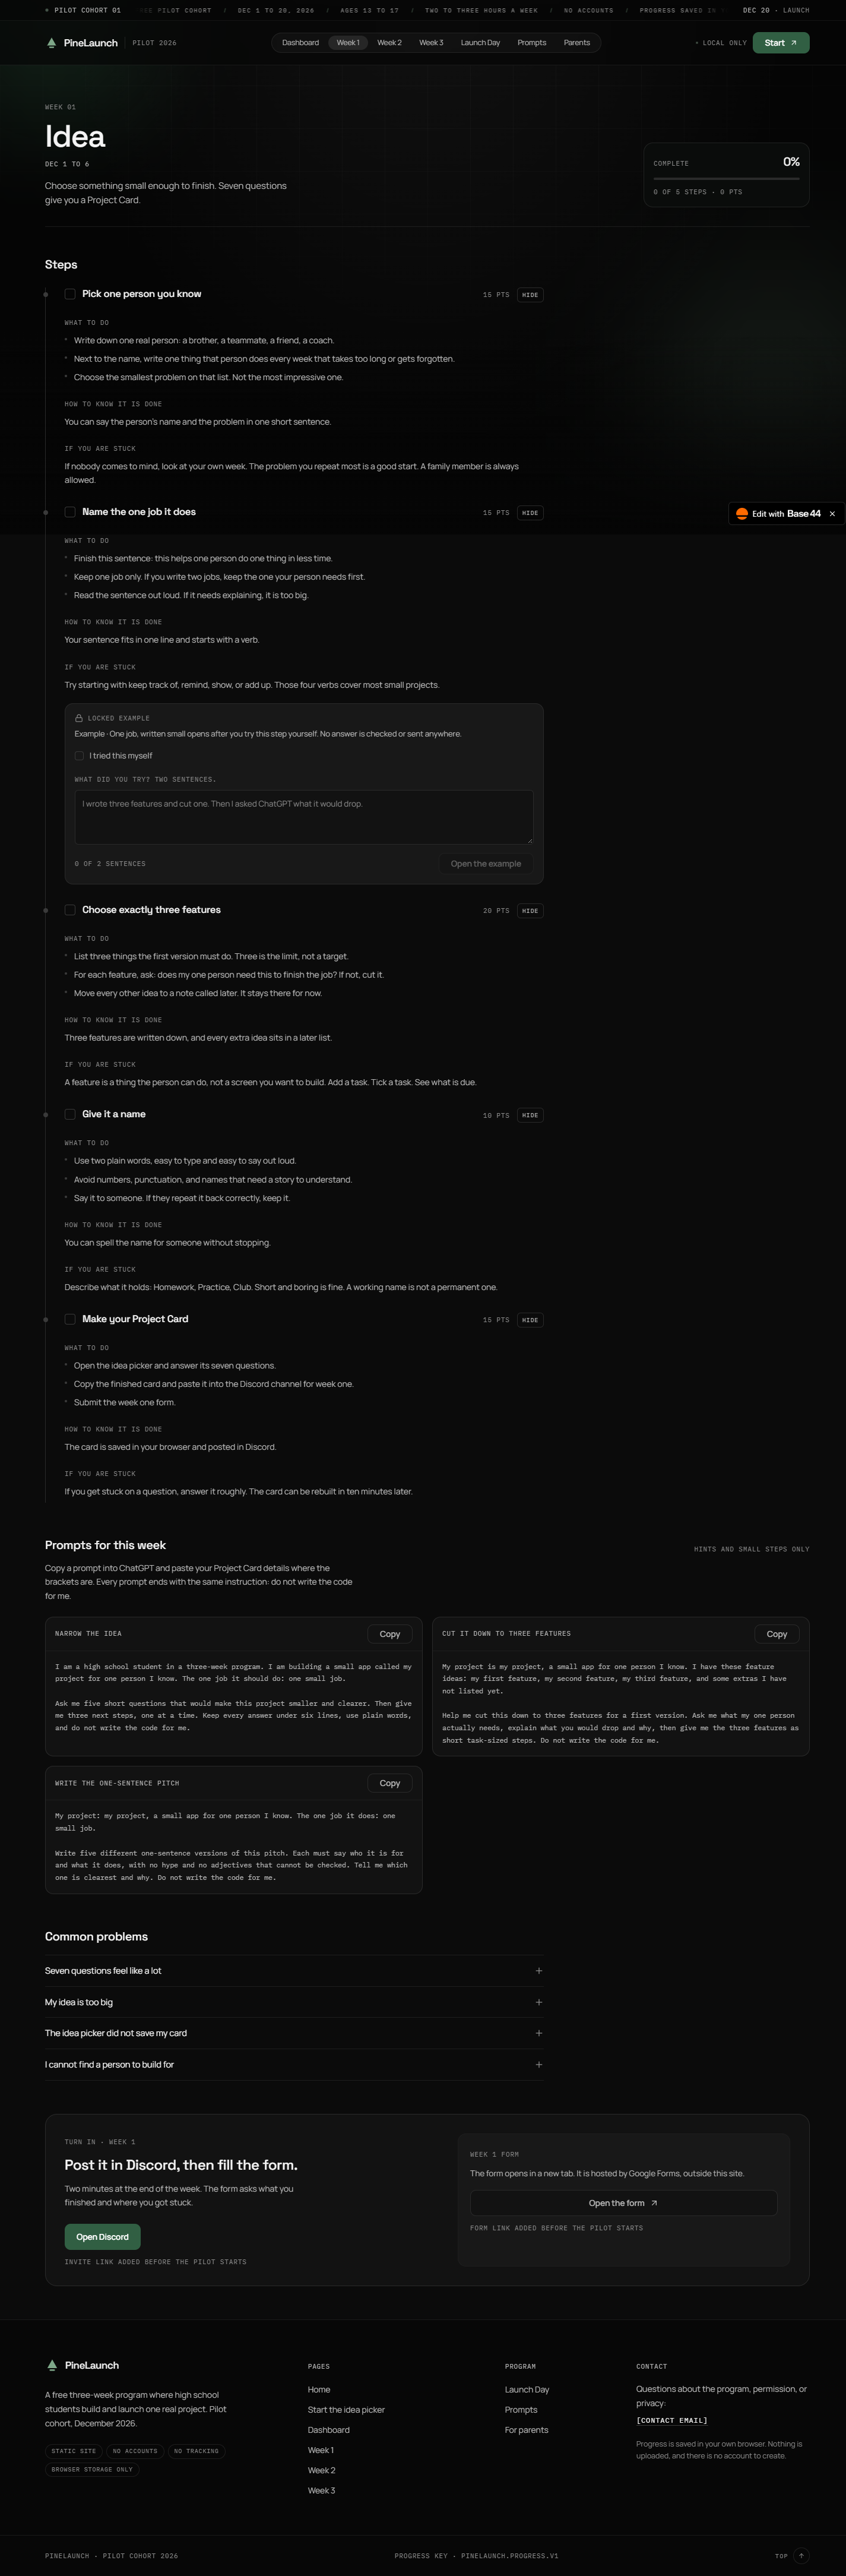 PILOT COHORT 01
PILOT COHORT / DEC 1 TO 20, 2026 / AGES 13 TO 17 / TWO TO THREE HOURS A WEEK / NO ACCOUNTS / PROGRESS SAVED IN
DEC 20 · LAUNCH
PineLaunch
PILOT 2026
Dashboard
Week 1
Week 2
Week 3
Launch Day
Prompts
Parents
LOCAL ONLY
Start
WEEK 01
Idea
DEC 1 TO 6
Choose something small enough to finish. Seven questions
give you a Project Card.
COMPLETE
0%
0 OF 5 STEPS · 0 PTS
Steps
Pick one person you know
15 PTS
HIDE
WHAT TO DO
Write down one real person: a brother, a teammate, a friend, a coach.
Next to the name, write one thing that person does every week that takes too long or gets forgotten.
Choose the smallest problem on that list. Not the most impressive one.
HOW TO KNOW IT IS DONE
You can say the person's name and the problem in one short sentence.
IF YOU ARE STUCK
If nobody comes to mind, look at your own week. The problem you repeat most is a good start. A family member is always
allowed.
Name the one job it does
15 PTS
HIDE
Edit with Base44
WHAT TO DO
Finish this sentence: this helps one person do one thing in less time.
Keep one job only. If you write two jobs, keep the one your person needs first.
Read the sentence out loud. If it needs explaining, it is too big.
HOW TO KNOW IT IS DONE
Your sentence fits in one line and starts with a verb.
IF YOU ARE STUCK
Try starting with keep track of, remind, show, or add up. Those four verbs cover most small projects.
LOCKED EXAMPLE
Example · One job, written small opens after you try this step yourself. No answer is checked or sent anywhere.
I tried this myself
WHAT DID YOU TRY? TWO SENTENCES.
I wrote three features and cut one. Then I asked ChatGPT what it would drop.
0 OF 2 SENTENCES
Open the example
Choose exactly three features
20 PTS
HIDE
WHAT TO DO
List three things the first version must do. Three is the limit, not a target.
For each feature, ask: does my one person need this to finish the job? If not, cut it.
Move every other idea to a note called later. It stays there for now.
HOW TO KNOW IT IS DONE
Three features are written down, and every extra idea sits in a later list.
IF YOU ARE STUCK
A feature is a thing the person can do, not a screen you want to build. Add a task. Tick a task. See what is due.
Give it a name
10 PTS
HIDE
WHAT TO DO
Use two plain words, easy to type and easy to say out loud.
Avoid numbers, punctuation, and names that need a story to understand.
Say it to someone. If they repeat it back correctly, keep it.
HOW TO KNOW IT IS DONE
You can spell the name for someone without stopping.
IF YOU ARE STUCK
Describe what it holds: Homework, Practice, Club. Short and boring is fine. A working name is not a permanent one.
Make your Project Card
15 PTS
HIDE
WHAT TO DO
Open the idea picker and answer its seven questions.
Copy the finished card and paste it into the Discord channel for week one.
Submit the week one form.
HOW TO KNOW IT IS DONE
The card is saved in your browser and posted in Discord.
IF YOU ARE STUCK
If you get stuck on a question, answer it roughly. The card can be rebuilt in ten minutes later.
Prompts for this week
HINTS AND SMALL STEPS ONLY
Copy a prompt into ChatGPT and paste your Project Card details where the
brackets are. Every prompt ends with the same instruction: do not write the code
for me.
NARROW THE IDEA
Copy
I am a high school student in a three-week program. I am building a small app called my
project for one person I know. The one job it should do: one small job.
Ask me five short questions that would make this project smaller and clearer. Then give
me three next steps, one at a time. Keep every answer under six lines, use plain words,
and do not write the code for me.
CUT IT DOWN TO THREE FEATURES
Copy
My project is my project, a small app for one person I know. I have these feature
ideas: my first feature, my second feature, my third feature, and some extras I have
not listed yet.
Help me cut this down to three features for a first version. Ask me what my one person
actually needs, explain what you would drop and why, then give me the three features as
short task-sized steps. Do not write the code for me.
WRITE THE ONE-SENTENCE PITCH
Copy
My project: my project, a small app for one person I know. The one job it does: one
small job.
Write five different one-sentence versions of this pitch. Each must say who it is for
and what it does, with no hype and no adjectives that cannot be checked. Tell me which
one is clearest and why. Do not write the code for me.
Common problems
Seven questions feel like a lot
My idea is too big
The idea picker did not save my card
I cannot find a person to build for
TURN IN · WEEK 1
Post it in Discord, then fill the form.
Two minutes at the end of the week. The form asks what you
finished and where you got stuck.
Open Discord
INVITE LINK ADDED BEFORE THE PILOT STARTS
WEEK 1 FORM
The form opens in a new tab. It is hosted by Google Forms, outside this site.
Open the form
FORM LINK ADDED BEFORE THE PILOT STARTS
PineLaunch
A free three-week program where high school
students build and launch one real project. Pilot
cohort, December 2026.
STATIC SITE
NO ACCOUNTS
NO TRACKING
BROWSER STORAGE ONLY
PAGES
Home
Start the idea picker
Dashboard
Week 1
Week 2
Week 3
PROGRAM
Launch Day
Prompts
For parents
CONTACT
Questions about the program, permission, or
privacy:
[CONTACT EMAIL]
Progress is saved in your own browser. Nothing is
uploaded, and there is no account to create.
PINELAUNCH · PILOT COHORT 2026
PROGRESS KEY · PINELAUNCH.PROGRESS.V1
TOP